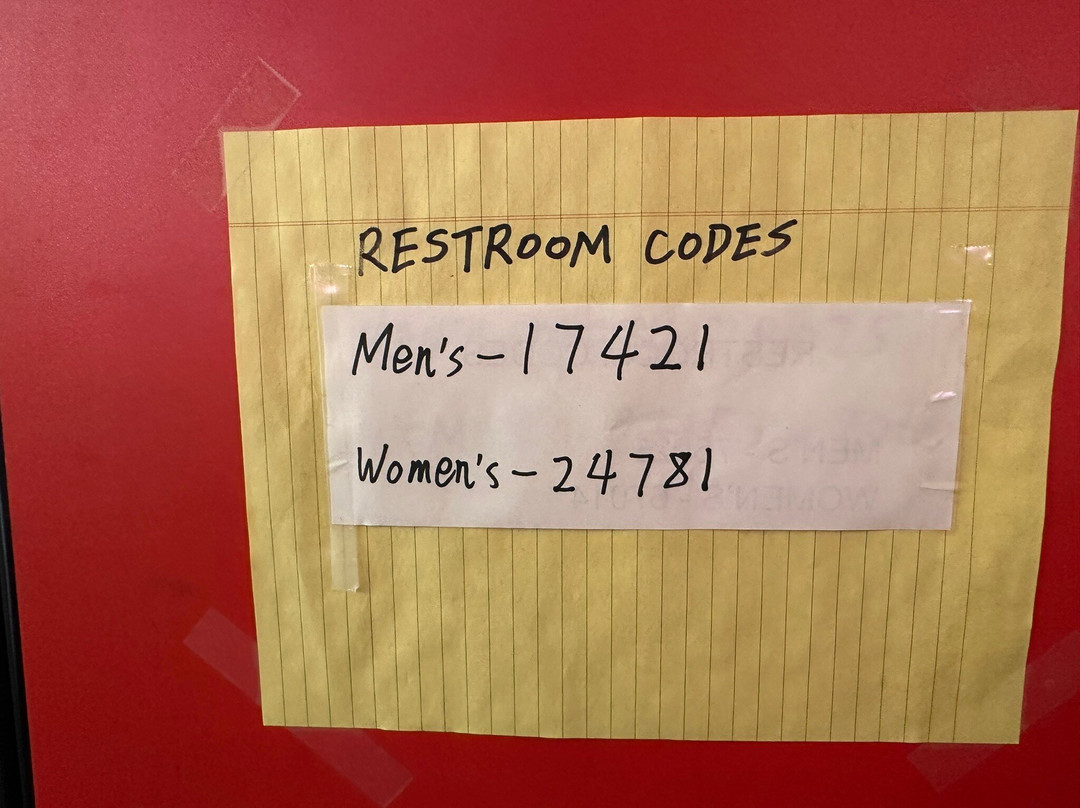 RESTROOM CODES
Men's - 17421
Women's - 24781